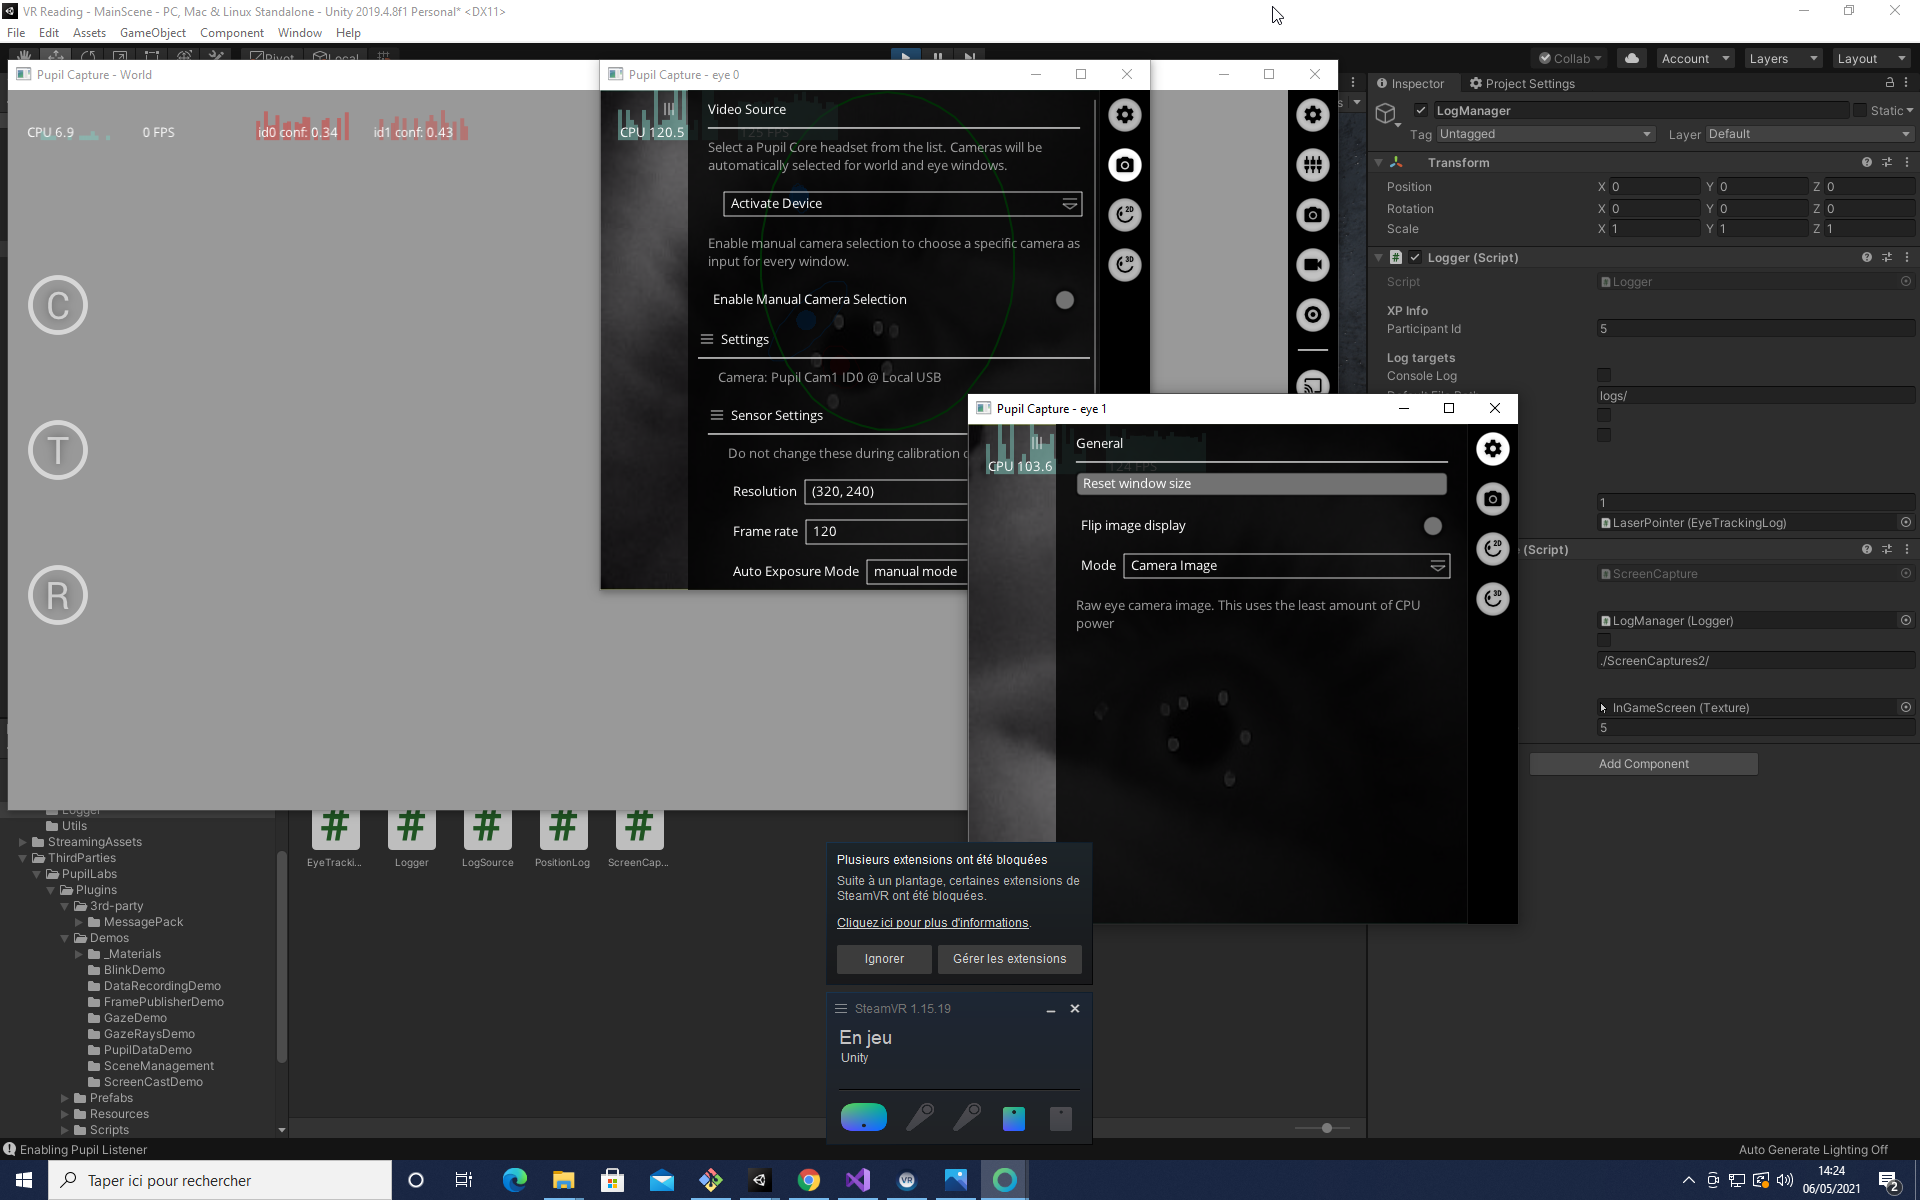 VR Reading - MainScene - PC, Mac & Linux Standalone - Unity 2019.4.8f1 Personal* <DX11>
File Edit Assets GameObject Component Window Help
Pivot Local
Collab Account Layers Layout
Pupil Capture - World
CPU 6.9 0 FPS id0 conf: 0.34 id1 conf: 0.43
C
T
R
Pupil Capture - eye 0
CPU 120.5 125 FPS
Video Source
Select a Pupil Core headset from the list. Cameras will be
automatically selected for world and eye windows.
Activate Device
Enable manual camera selection to choose a specific camera as
input for every window.
Enable Manual Camera Selection
Settings
Camera: Pupil Cam1 ID0 @ Local USB
Sensor Settings
Do not change these during calibration
Resolution (320, 240)
Frame rate 120
Auto Exposure Mode manual mode
2D
3D
Pupil Capture - eye 1
CPU 103.6 124 FPS
General
Reset window size
Flip image display
Mode Camera Image
Raw eye camera image. This uses the least amount of CPU
power
2D
3D
Inspector Project Settings
LogManager Static
Tag Untagged Layer Default
Transform
Position X 0 Y 0 Z 0
Rotation X 0 Y 0 Z 0
Scale X 1 Y 1 Z 1
Logger (Script)
Script Logger
XP Info
Participant Id 5
Log targets
Console Log
logs/
1
LaserPointer (EyeTrackingLog)
(Script)
ScreenCapture
LogManager (Logger)
./ScreenCaptures2/
InGameScreen (Texture)
5
Add Component
Logger
Utils
StreamingAssets
ThirdParties
PupilLabs
Plugins
3rd-party
MessagePack
Demos
_Materials
BlinkDemo
DataRecordingDemo
FramePublisherDemo
GazeDemo
GazeRaysDemo
PupilDataDemo
SceneManagement
ScreenCastDemo
Prefabs
Resources
Scripts
EyeTracki... Logger LogSource PositionLog ScreenCap...
Plusieurs extensions ont été bloquées
Suite à un plantage, certaines extensions de
SteamVR ont été bloquées.
Cliquez ici pour plus d'informations.
Ignorer Gérer les extensions
SteamVR 1.15.19
En jeu
Unity
Enabling Pupil Listener
Auto Generate Lighting Off
Taper ici pour rechercher
VR
14:24
06/05/2021
2